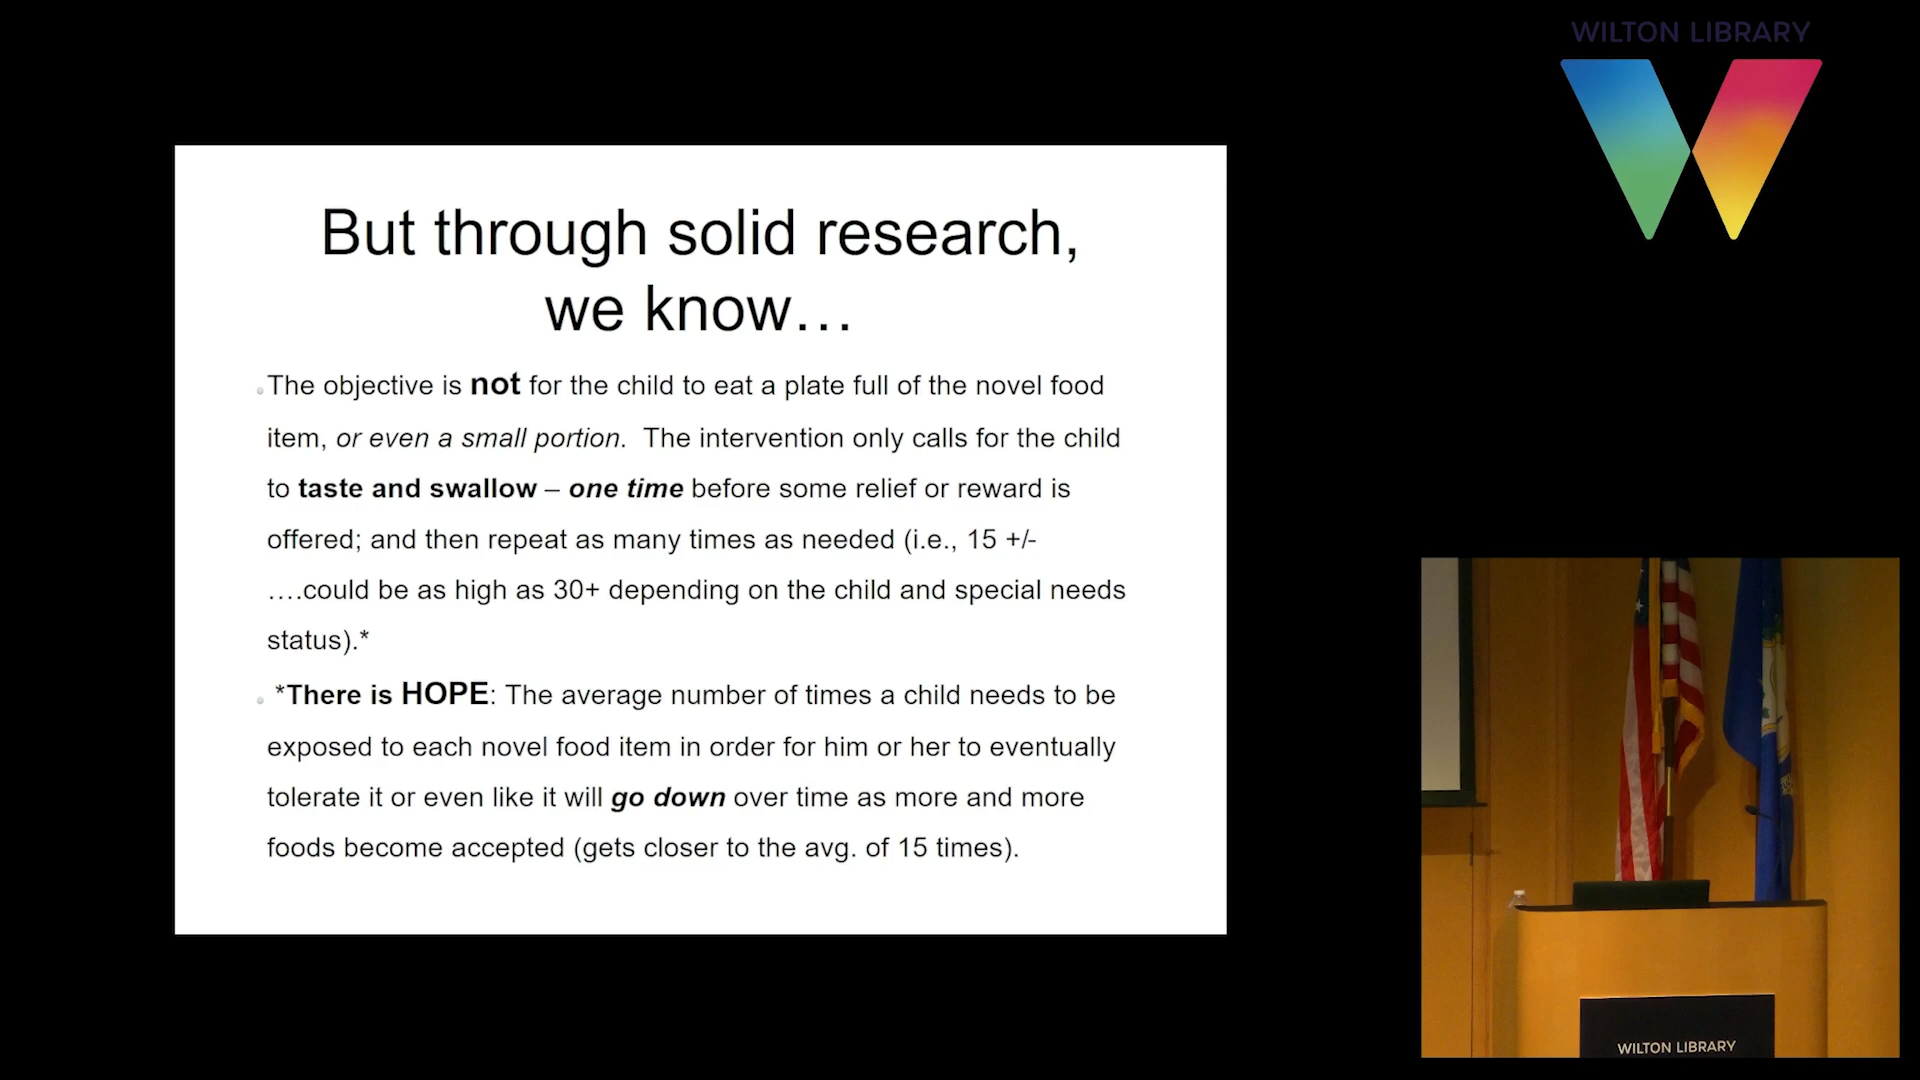 WILTON LIBRARY
But through solid research,
we know…
The objective is not for the child to eat a plate full of the novel food
item, or even a small portion.  The intervention only calls for the child
to taste and swallow – one time before some relief or reward is
offered; and then repeat as many times as needed (i.e., 15 +/-
….could be as high as 30+ depending on the child and special needs
status).*
*There is HOPE: The average number of times a child needs to be
exposed to each novel food item in order for him or her to eventually
tolerate it or even like it will go down over time as more and more
foods become accepted (gets closer to the avg. of 15 times).
WILTON LIBRARY